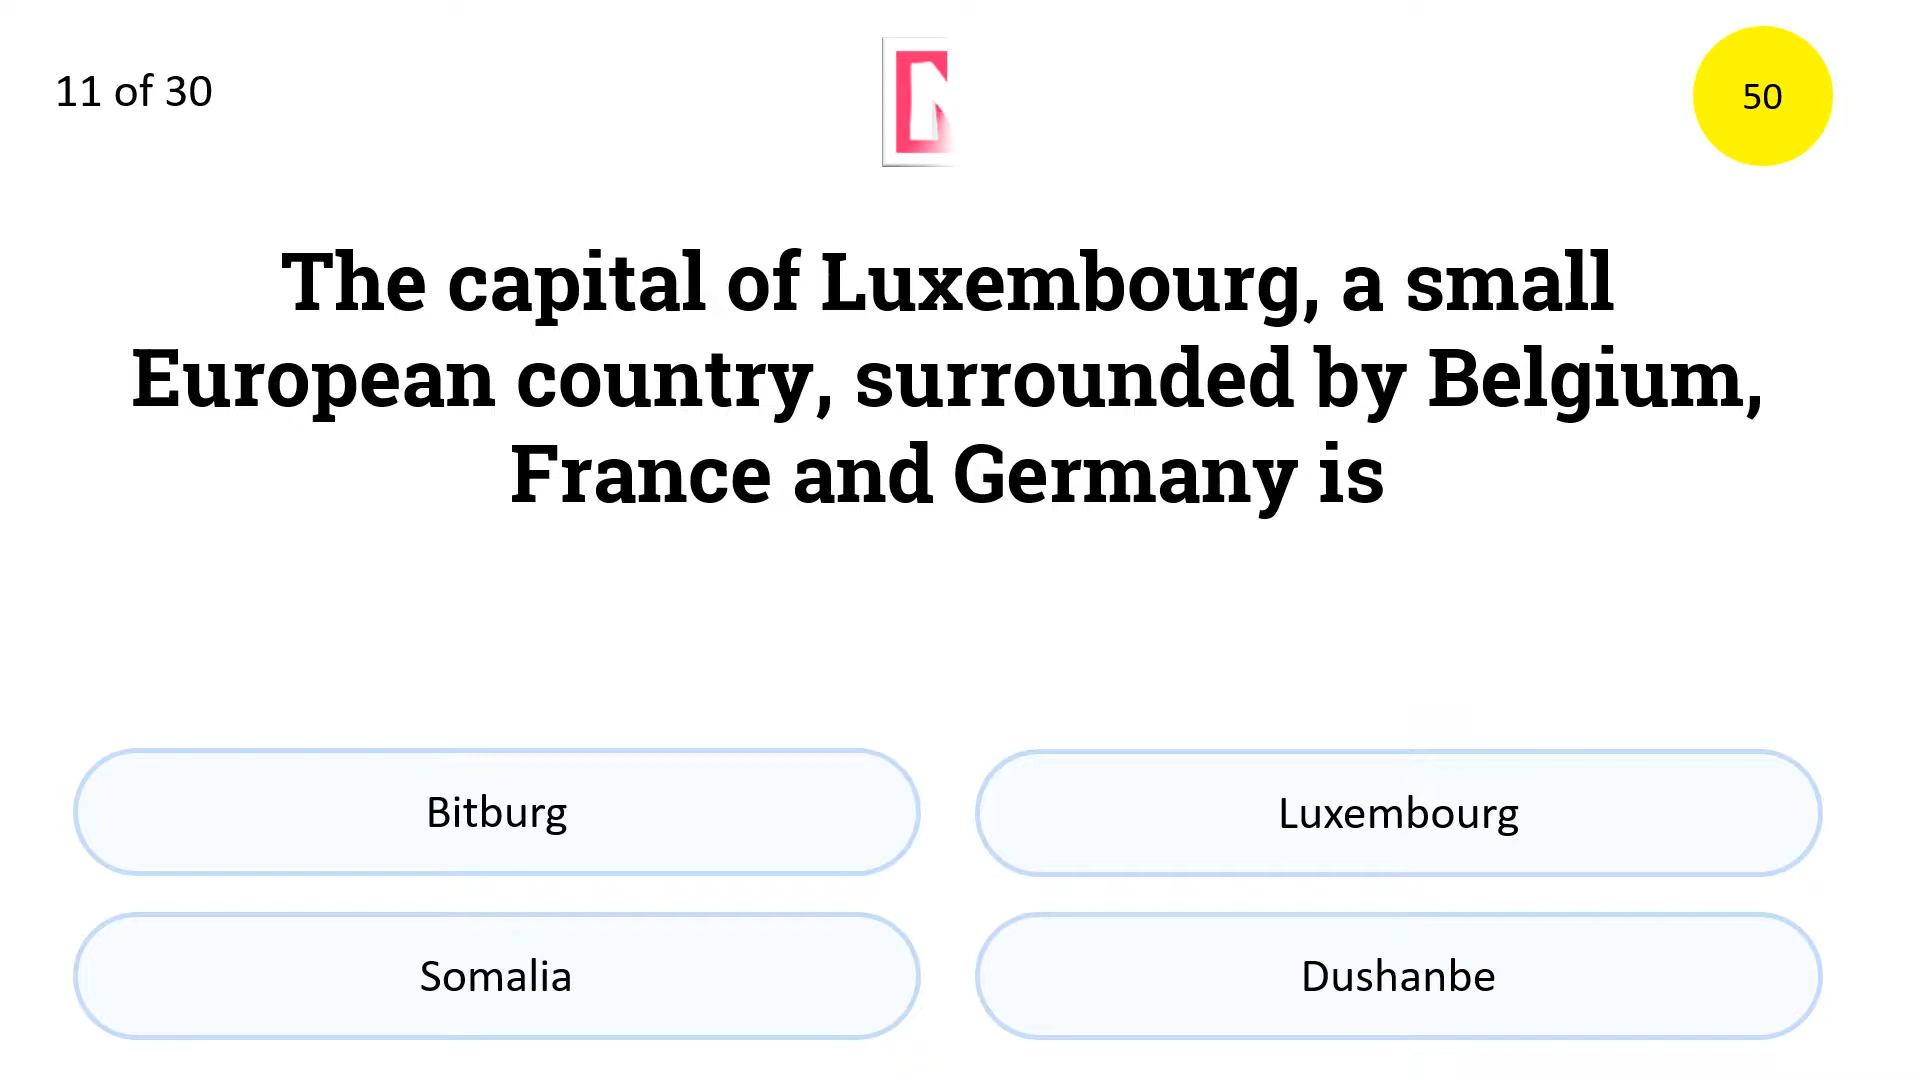 11 of 30
50
The capital of Luxembourg, a small
European country, surrounded by Belgium,
France and Germany is
Bitburg
Luxembourg
Somalia
Dushanbe